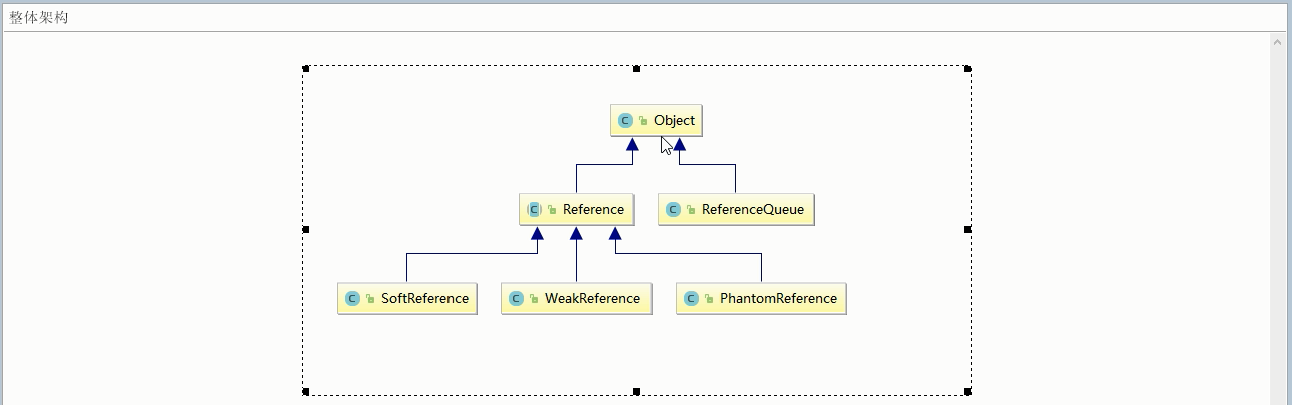 整体架构
C Object
C Reference C ReferenceQueue
C SoftReference C WeakReference C PhantomReference